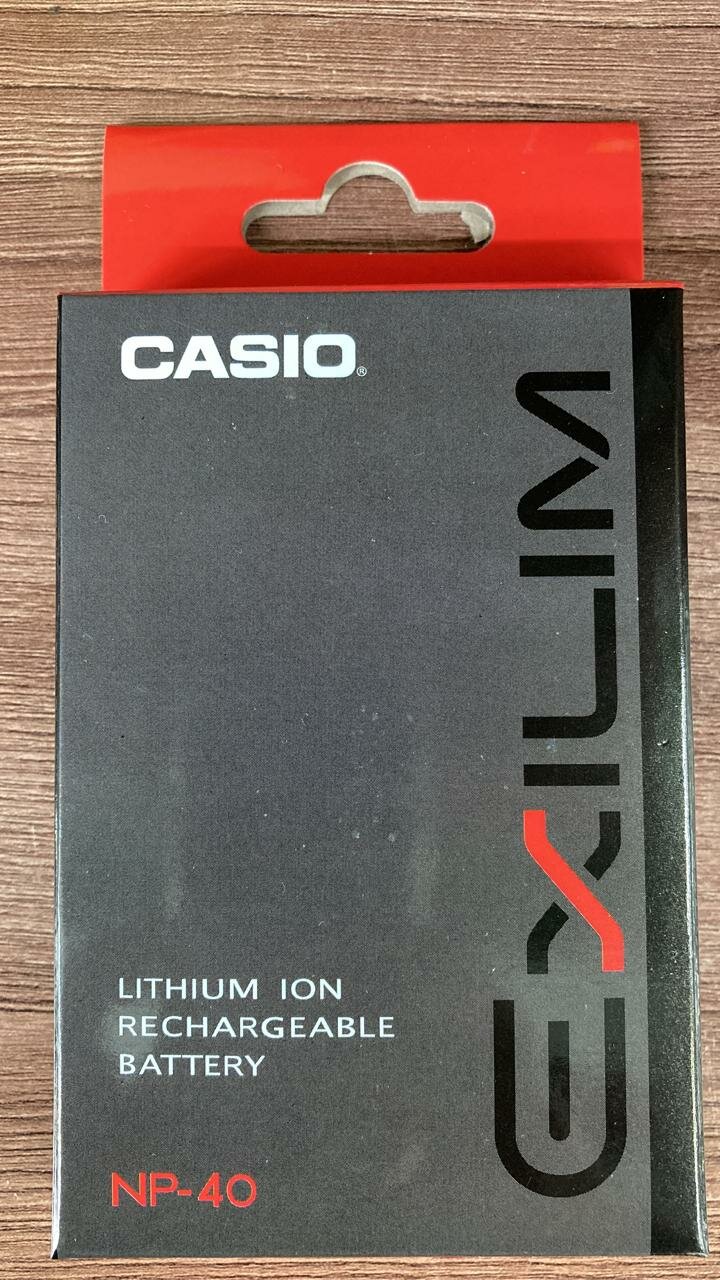 CASIO®
EXILIM
LITHIUM ION
RECHARGEABLE
BATTERY
NP-40